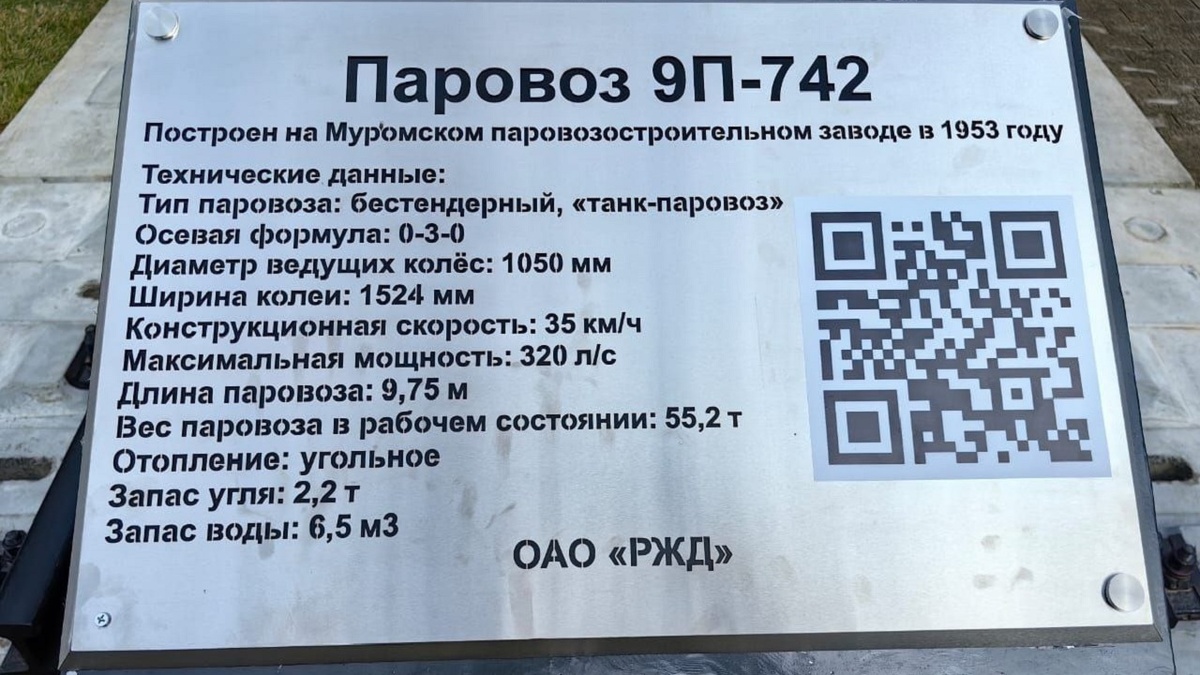 Паровоз 9П-742
Построен на Муромском паровозостроительном заводе в 1953 году
Технические данные:
Тип паровоза: бестендерный, «танк-паровоз»
Осевая формула: 0-3-0
Диаметр ведущих колёс: 1050 мм
Ширина колеи: 1524 мм
Конструкционная скорость: 35 км/ч
Максимальная мощность: 320 л/с
Длина паровоза: 9,75 м
Вес паровоза в рабочем состоянии: 55,2 т
Отопление: угольное
Запас угля: 2,2 т
Запас воды: 6,5 м3
ОАО «РЖД»